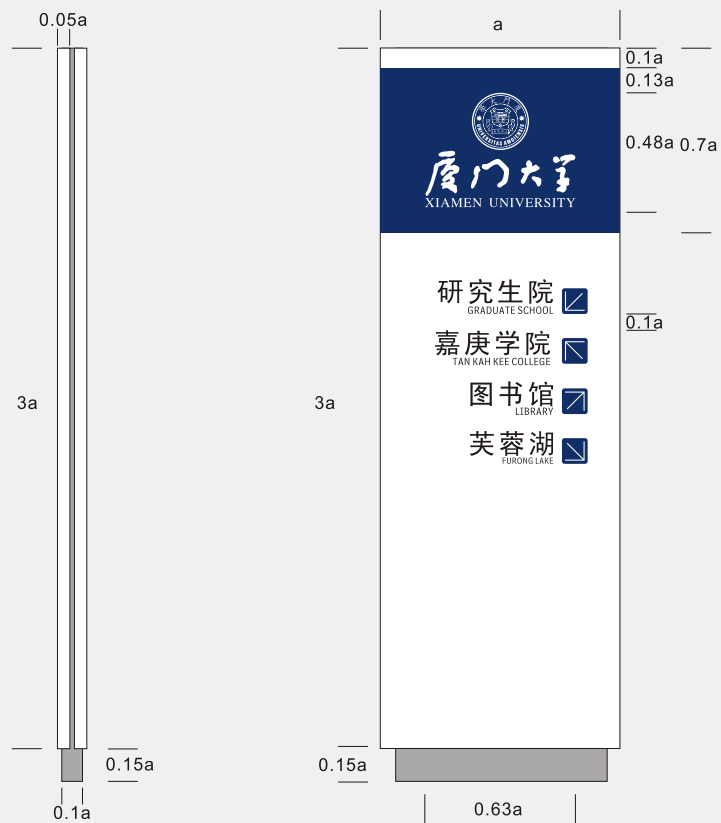 0.05a
a
0.1a
0.13a
0.48a
0.7a
厦门大学
XIAMEN UNIVERSITY
研究生院
GRADUATE SCHOOL
0.1a
嘉庚学院
TAN KAH KEE COLLEGE
图书馆
LIBRARY
3a
3a
芙蓉湖
FURONG LAKE
0.15a
0.15a
0.1a
0.63a